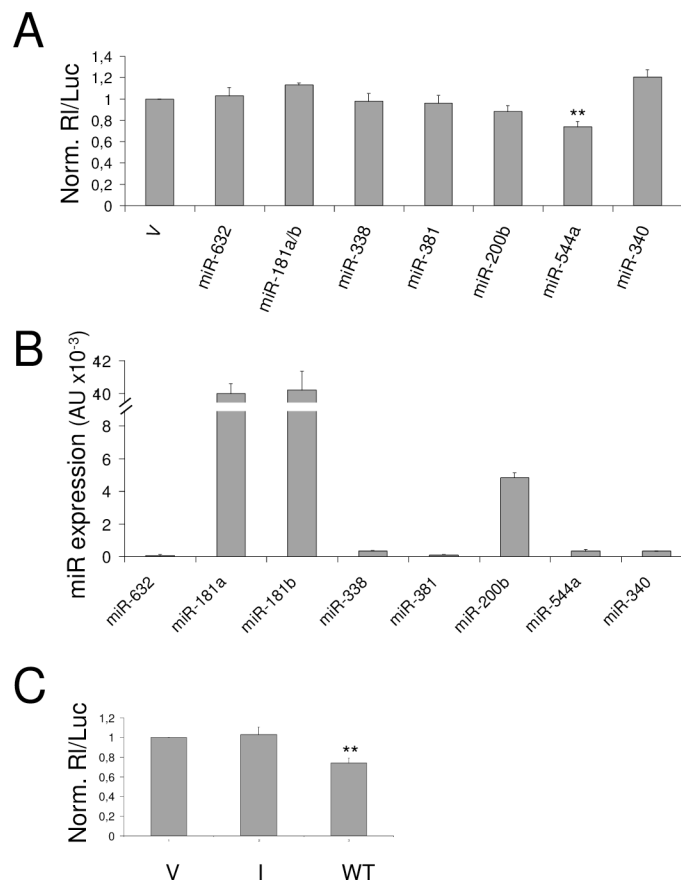 A
Norm. Rl/Luc
1,4
1,2
1
0,8
0,6
0,4
0,2
0
**
V
miR-632
miR-181a/b
miR-338
miR-381
miR-200b
miR-544a
miR-340
B
miR expression (AU x10-3)
42
40
8
6
4
2
0
miR-632
miR-181a
miR-181b
miR-338
miR-381
miR-200b
miR-544a
miR-340
C
Norm. Rl/Luc
1,2
1
0,8
0,6
0,4
0,2
0
**
V I WT